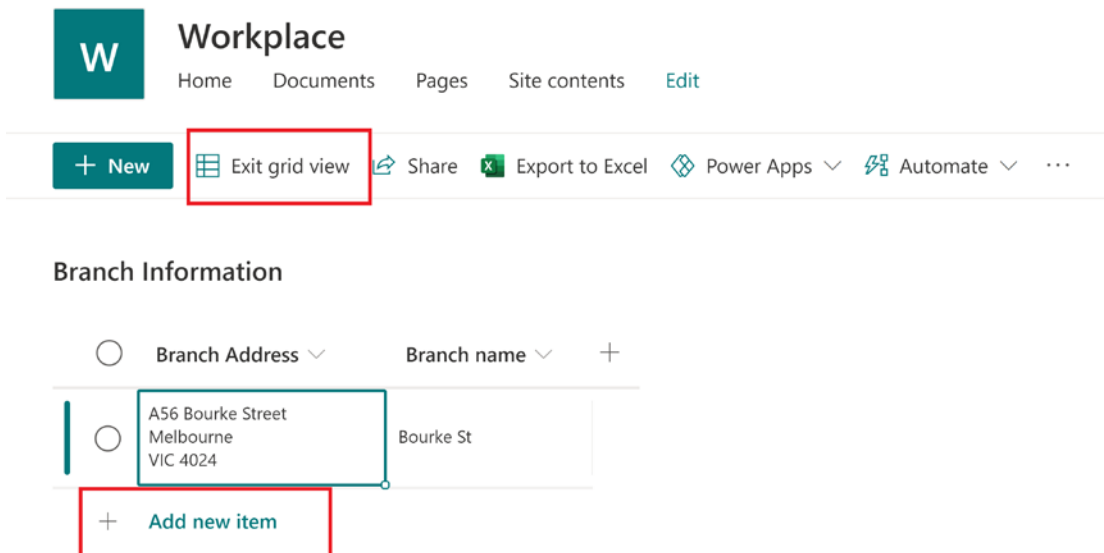 W
Workplace
Home Documents Pages Site contents Edit
+ New Exit grid view Share Export to Excel Power Apps Automate ...
Branch Information
Branch Address Branch name +
A56 Bourke Street
Melbourne
VIC 4024
Bourke St
+ Add new item